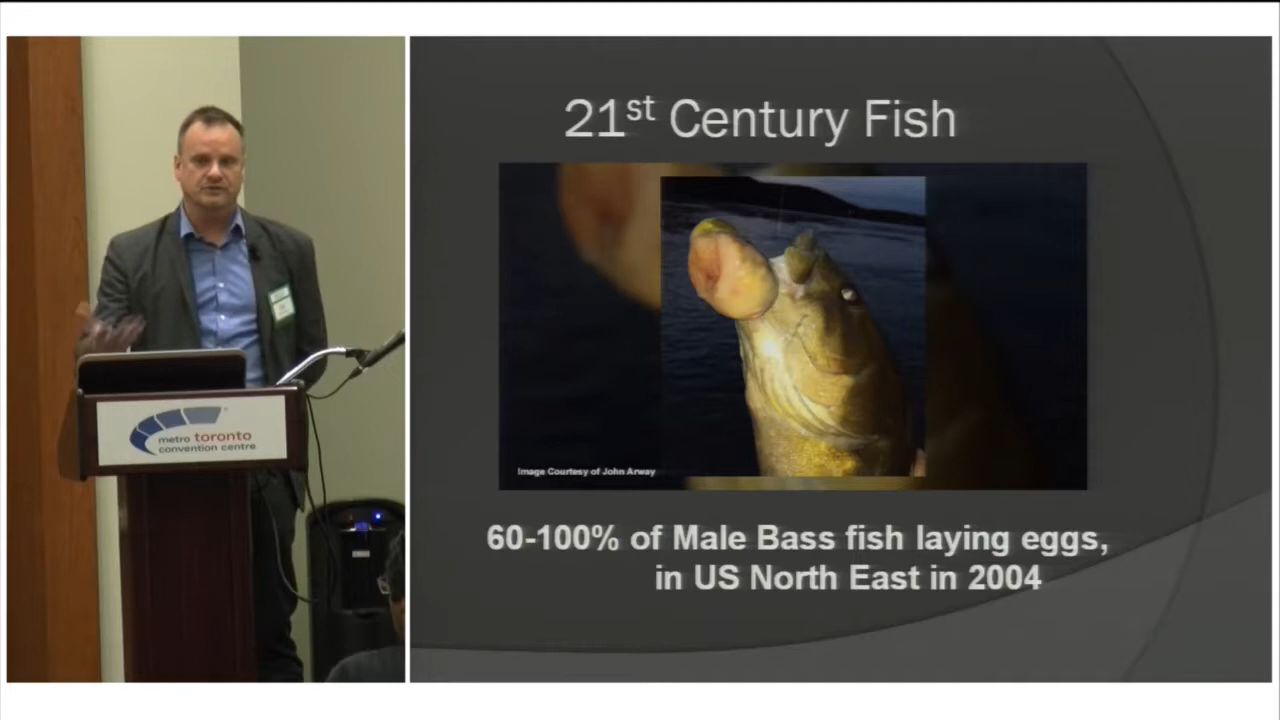 21st Century Fish
Image Courtesy of John Arway
60-100% of Male Bass fish laying eggs,
in US North East in 2004
metro toronto
convention centre